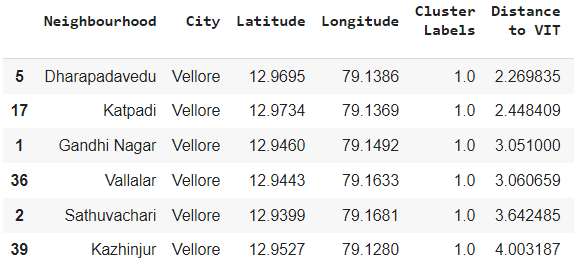 Neighbourhood City Latitude Longitude Cluster Labels Distance to VIT
5 Dharapadavedu Vellore 12.9695 79.1386 1.0 2.269835
17 Katpadi Vellore 12.9734 79.1369 1.0 2.448409
1 Gandhi Nagar Vellore 12.9460 79.1492 1.0 3.051000
36 Vallalar Vellore 12.9443 79.1633 1.0 3.060659
2 Sathuvachari Vellore 12.9399 79.1681 1.0 3.642485
39 Kazhinjur Vellore 12.9527 79.1280 1.0 4.003187